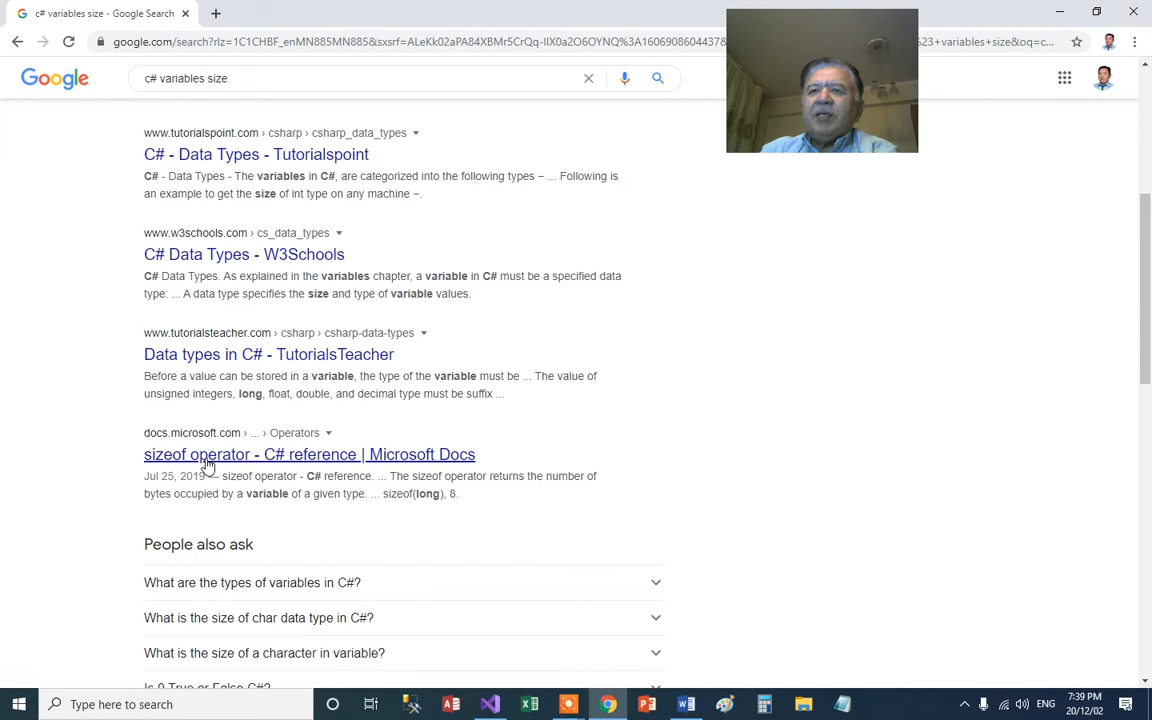 c# variables size - Google Search
google.com/search?rlz=1C1CHBF_enMN885MN885&sxsrf=
23+variables+size&oq=c...
Google
c# variables size
www.tutorialspoint.com › csharp › csharp_data_types
C# - Data Types - Tutorialspoint
C# - Data Types - The variables in C#, are categorized into the following types − ... Following is
an example to get the size of int type on any machine −.
www.w3schools.com › cs_data_types
C# Data Types - W3Schools
C# Data Types. As explained in the variables chapter, a variable in C# must be a specified data
type: ... A data type specifies the size and type of variable values.
www.tutorialsteacher.com › csharp › csharp-data-types
Data types in C# - TutorialsTeacher
Before a value can be stored in a variable, the type of the variable must be ... The value of
unsigned integers, long, float, double, and decimal type must be suffix ...
docs.microsoft.com › ... › Operators
sizeof operator - C# reference | Microsoft Docs
Jul 25, 2019 — sizeof operator - C# reference. ... The sizeof operator returns the number of
bytes occupied by a variable of a given type. ... sizeof(long), 8.
People also ask
What are the types of variables in C#?
What is the size of char data type in C#?
What is the size of a character in variable?
Is 0 True or False C#?
Type here to search
ENG
7:39 PM
20/12/02